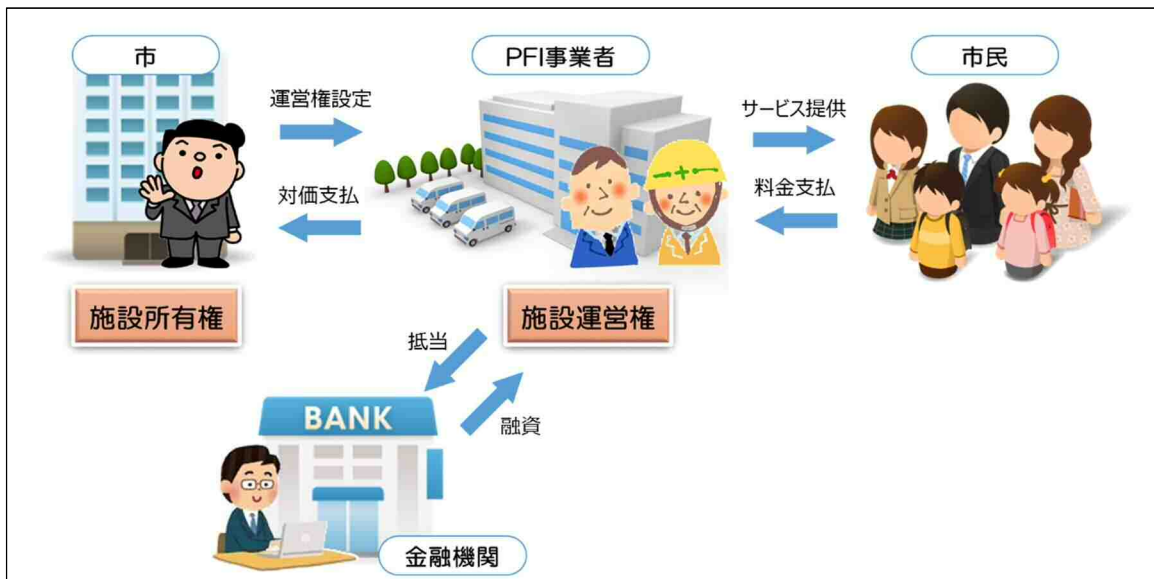 市
PFI事業者
市民
運営権設定
対価支払
サービス提供
料金支払
施設所有権
施設運営権
抵当
融資
BANK
金融機関